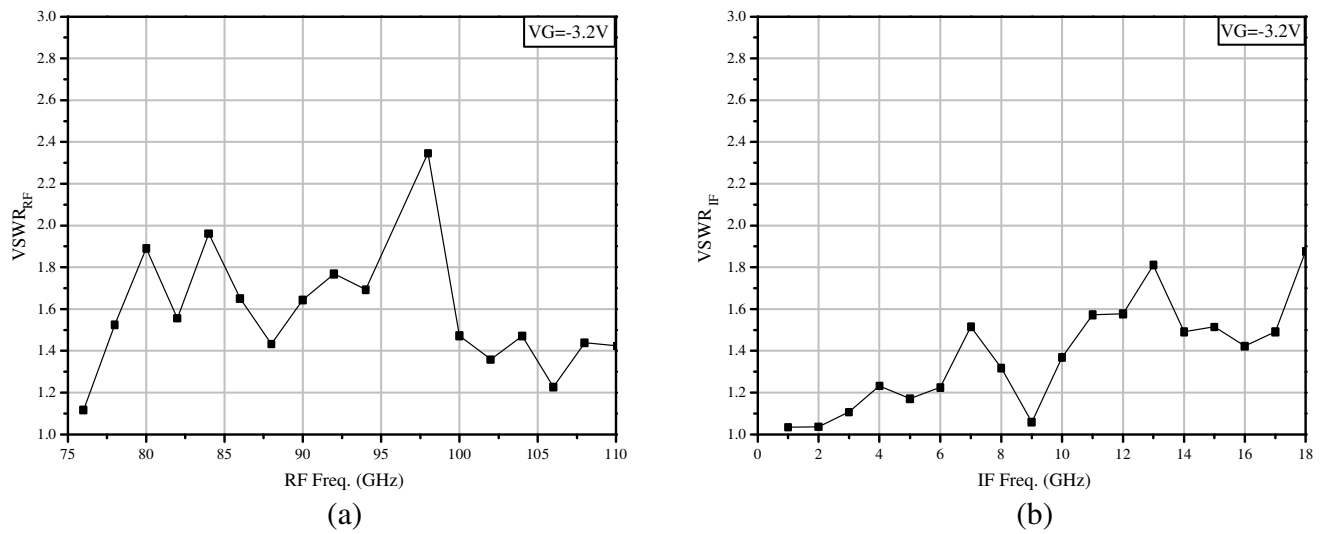 VG=-3.2V
3.0
2.8
2.6
2.4
2.2
2.0
1.8
1.6
1.4
1.2
1.0
VSWR_RF
75 80 85 90 95 100 105 110
RF Freq. (GHz)
(a)
VG=-3.2V
3.0
2.8
2.6
2.4
2.2
2.0
1.8
1.6
1.4
1.2
1.0
VSWR_IF
0 2 4 6 8 10 12 14 16 18
IF Freq. (GHz)
(b)